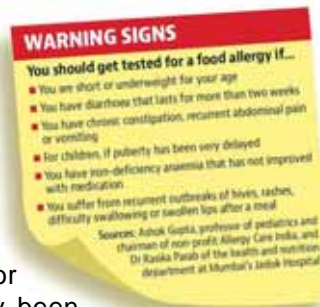 WARNING SIGNS
You should get tested for a food allergy if...
■ You are short or underweight for your age
■ You have diarrhoea that lasts for more than two weeks
■ You have chronic constipation, recurrent abdominal pain
or vomiting
■ For children, if puberty has been very delayed
■ You have iron-deficiency anaemia that has not improved
with medication
■ You suffer from recurrent outbreaks of hives, rashes,
difficulty swallowing or swollen lips after a meal
Sources: Ashok Gupta, professor of pediatrics and
chairman of non-profit Allergy Care India, and
Dr Rasika Parab of the health and nutrition
department at Mumbai's Jaslok Hospital
or
been